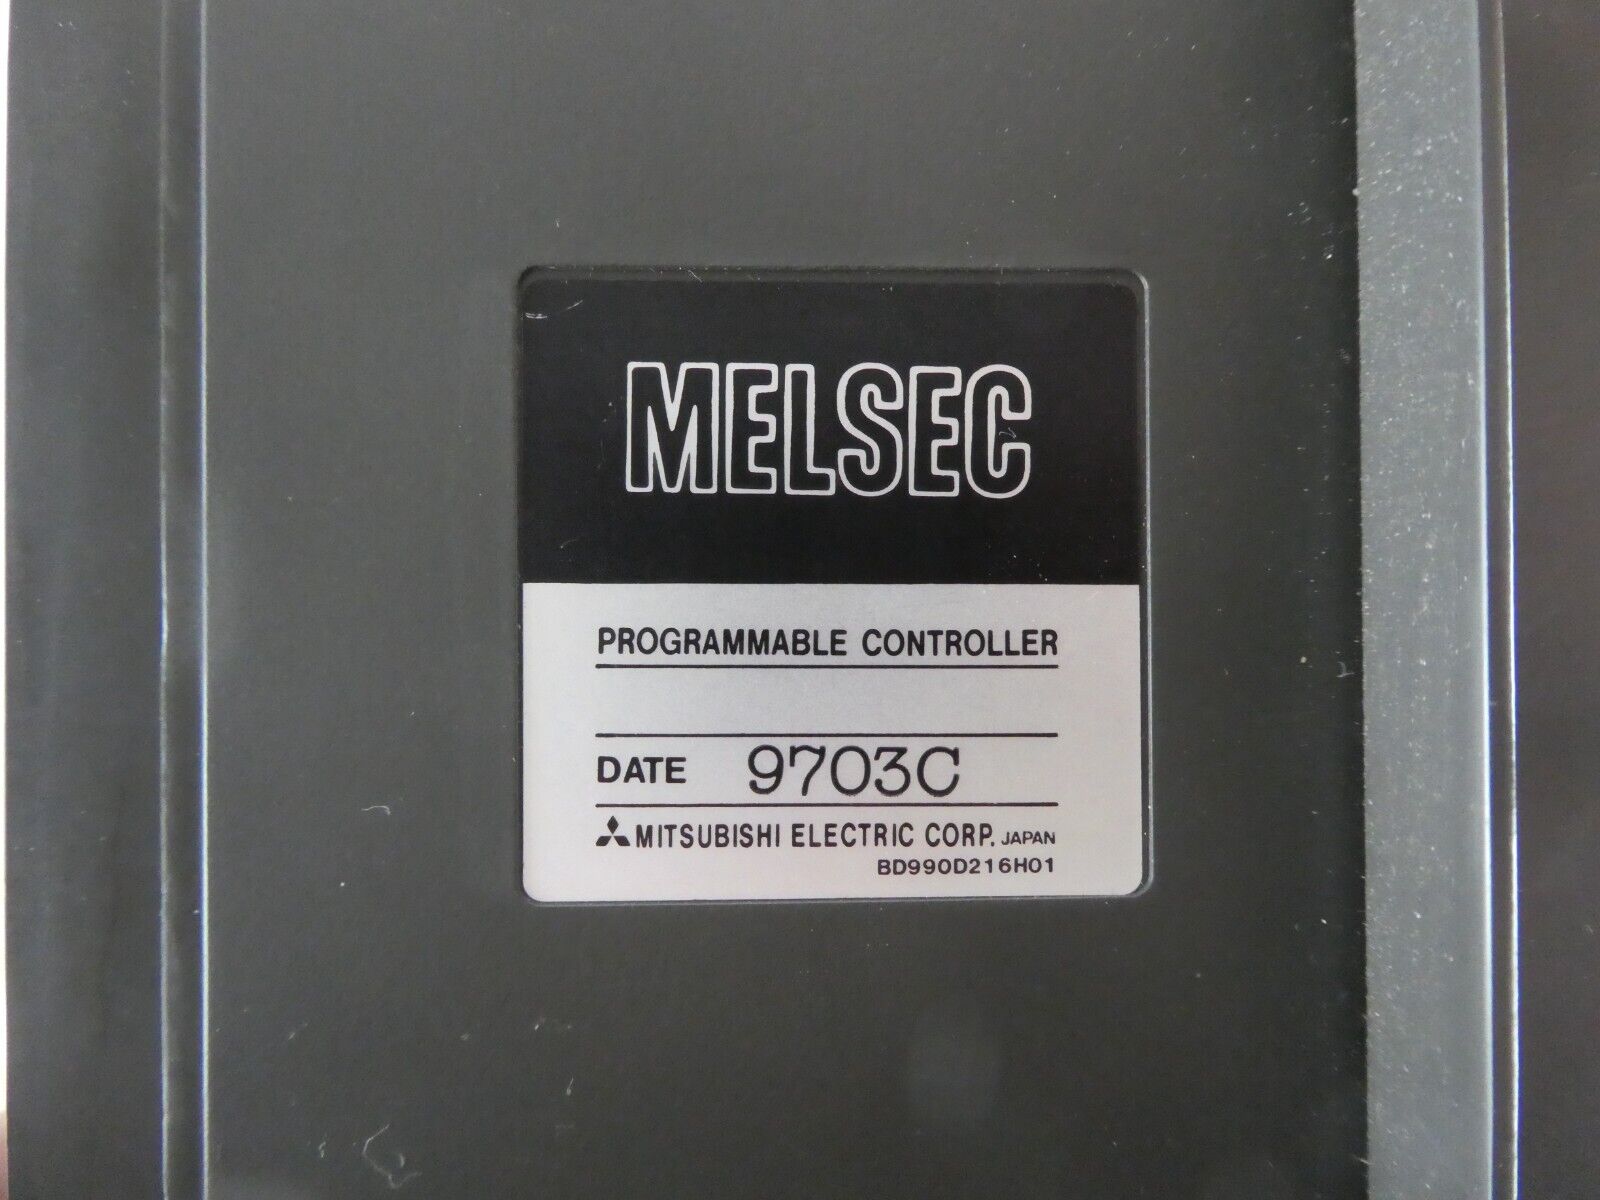 MELSEC
PROGRAMMABLE CONTROLLER
DATE 9703C
MITSUBISHI ELECTRIC CORP. JAPAN
BD990D216H01